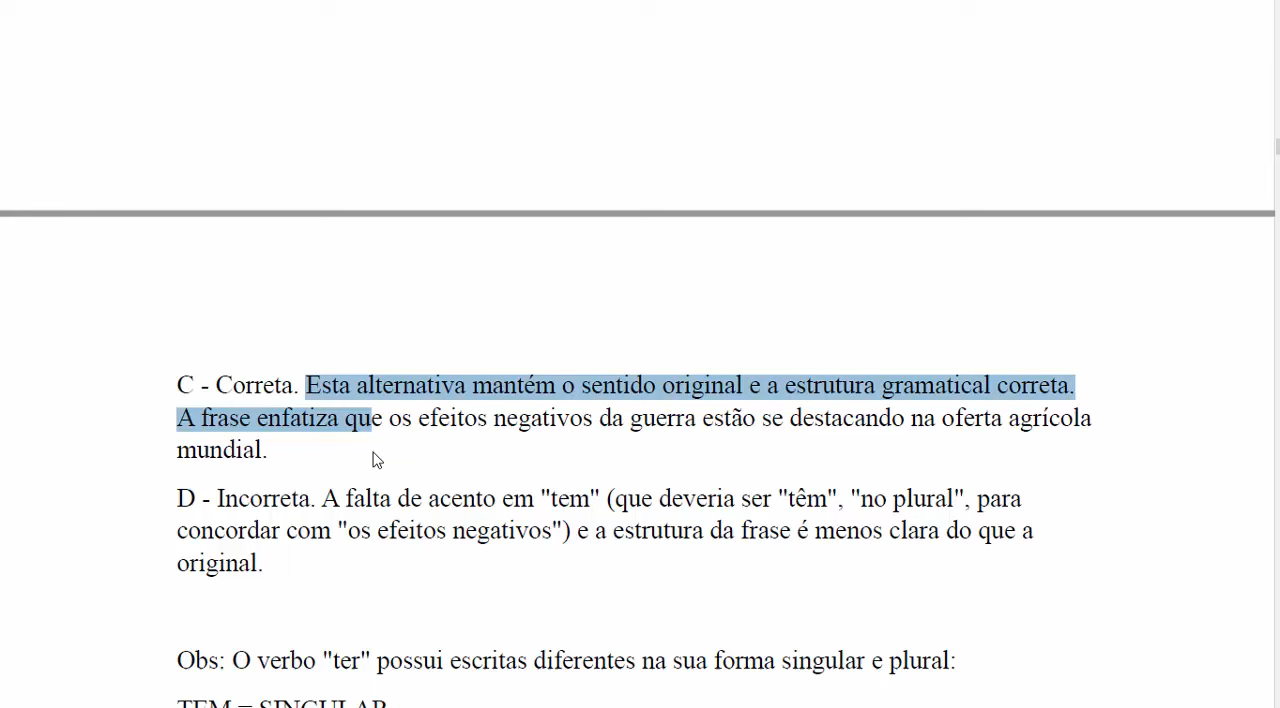 C - Correta. Esta alternativa mantém o sentido original e a estrutura gramatical correta.
A frase enfatiza que os efeitos negativos da guerra estão se destacando na oferta agrícola
mundial.
D - Incorreta. A falta de acento em "tem" (que deveria ser "têm", "no plural", para
concordar com "os efeitos negativos") e a estrutura da frase é menos clara do que a
original.
Obs: O verbo "ter" possui escritas diferentes na sua forma singular e plural:
TEM = SINGULAR